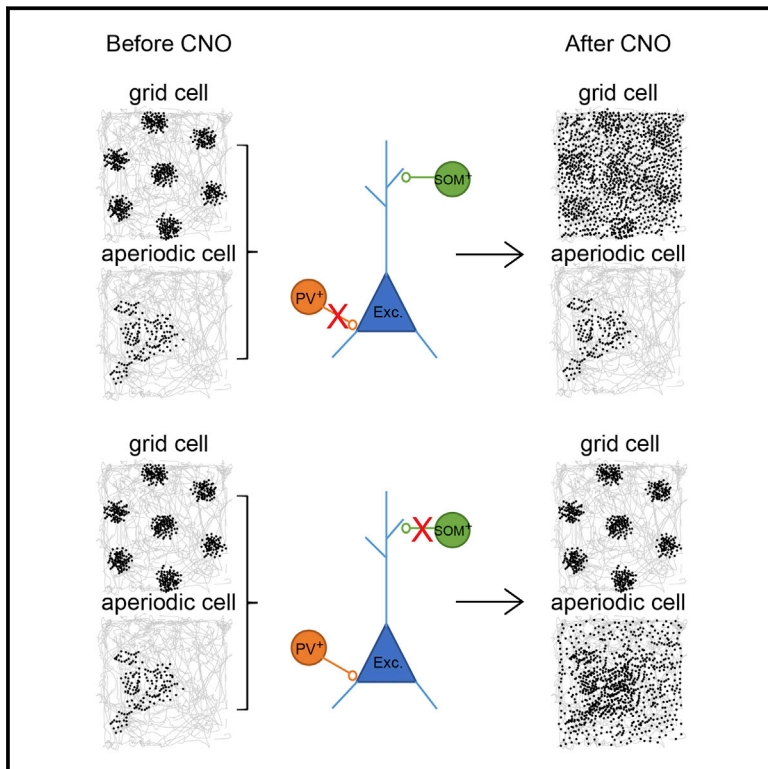 Before CNO
After CNO
grid cell
grid cell
SOM⁺
aperiodic cell
aperiodic cell
PV⁺
X
Exc.
grid cell
grid cell
X
SOM⁺
aperiodic cell
aperiodic cell
PV⁺
Exc.